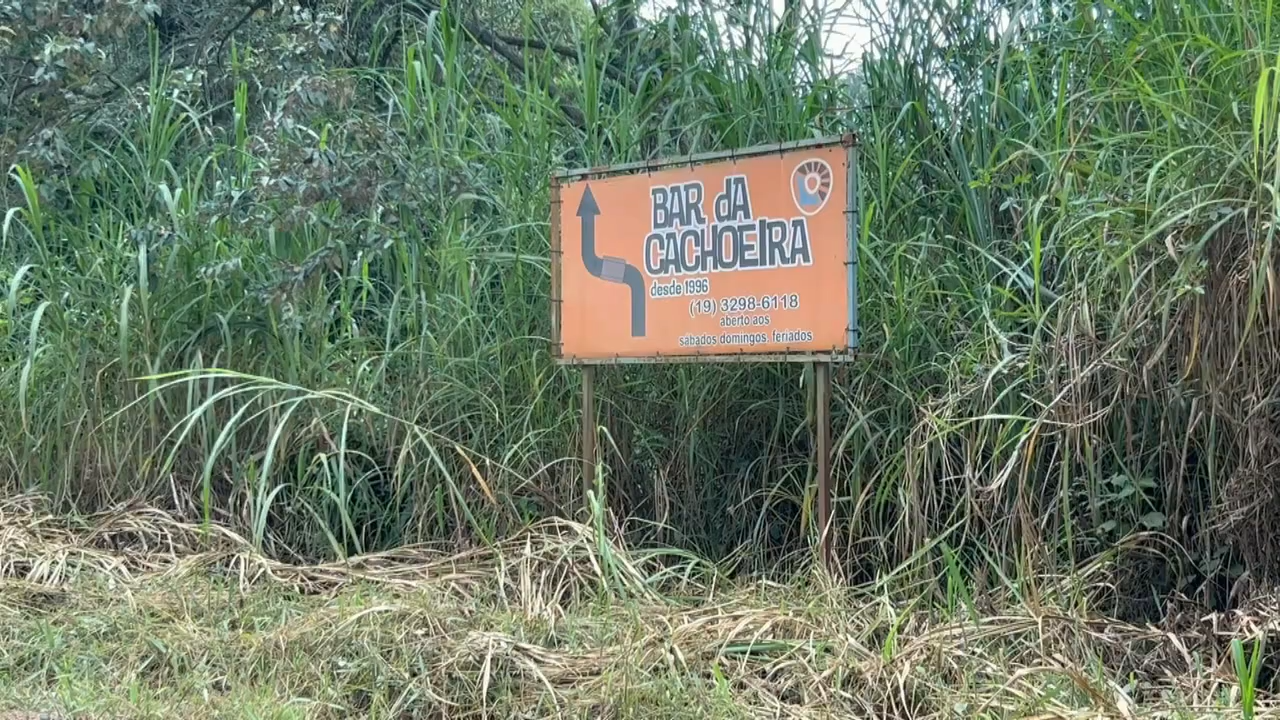 BAR dA
CACHOEIRA
desde 1996
(19) 3298-6118
aberto aos
sábados domingos feriados